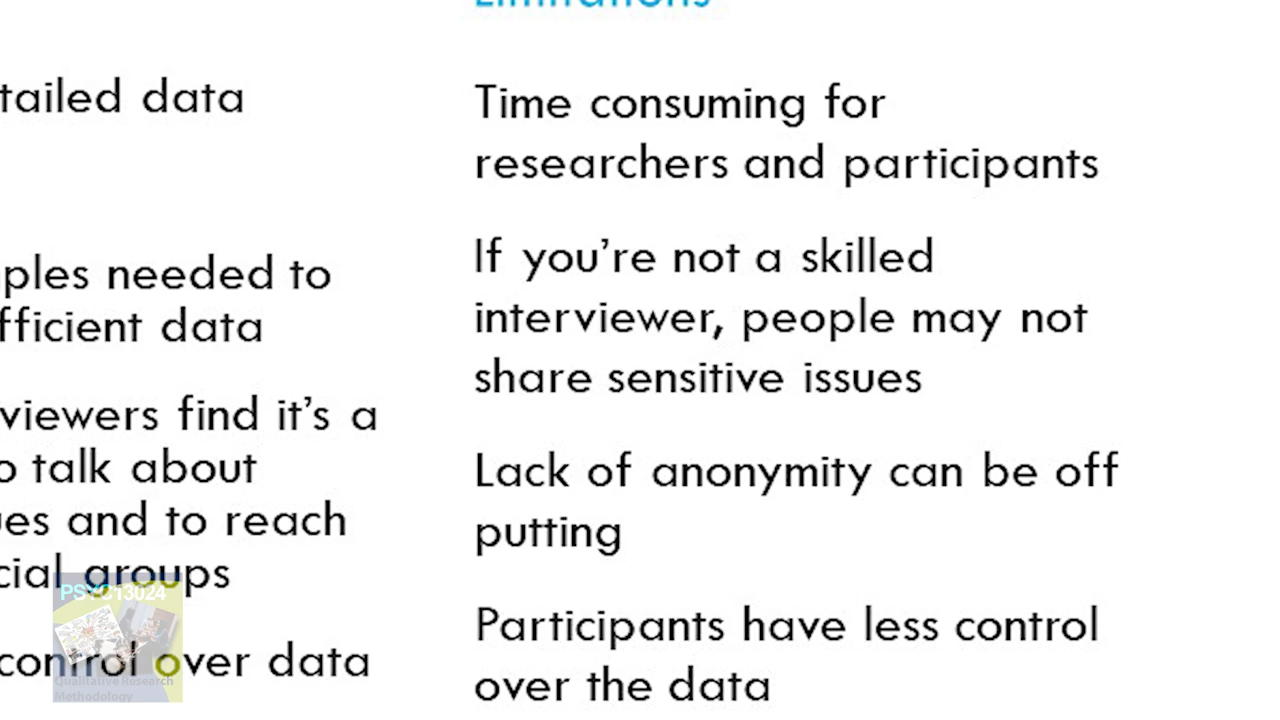 Limitations
tailed data
ples needed to
fficient data
viewers find it's a
o talk about
ues and to reach
cial groups
control over data
Time consuming for
researchers and participants
If you're not a skilled
interviewer, people may not
share sensitive issues
Lack of anonymity can be off
putting
Participants have less control
over the data
PSYC13024
Qualitative Research
Methodology